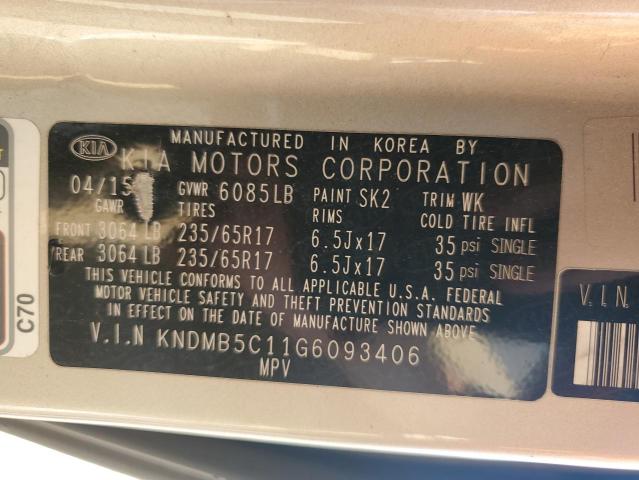 MANUFACTURED IN KOREA BY
KIA KIA MOTORS CORPORATION
04/15 GVWR 6085LB PAINT SK2 TRIM WK
GAWR TIRES RIMS COLD TIRE INFL
FRONT 3064 LB 235/65R17 6.5Jx17 35 psi SINGLE
/REAR 3064 LB 235/65R17 6.5Jx17 35 psi SINGLE
THIS VEHICLE CONFORMS TO ALL APPLICABLE U.S.A. FEDERAL
MOTOR VEHICLE SAFETY AND THEFT PREVENTION STANDARDS
IN EFFECT ON THE DATE OF MANUFACTURE SHOWN ABOVE.
V.I.N KNDMB5C11G6093406
MPV
C70
V.I.N.